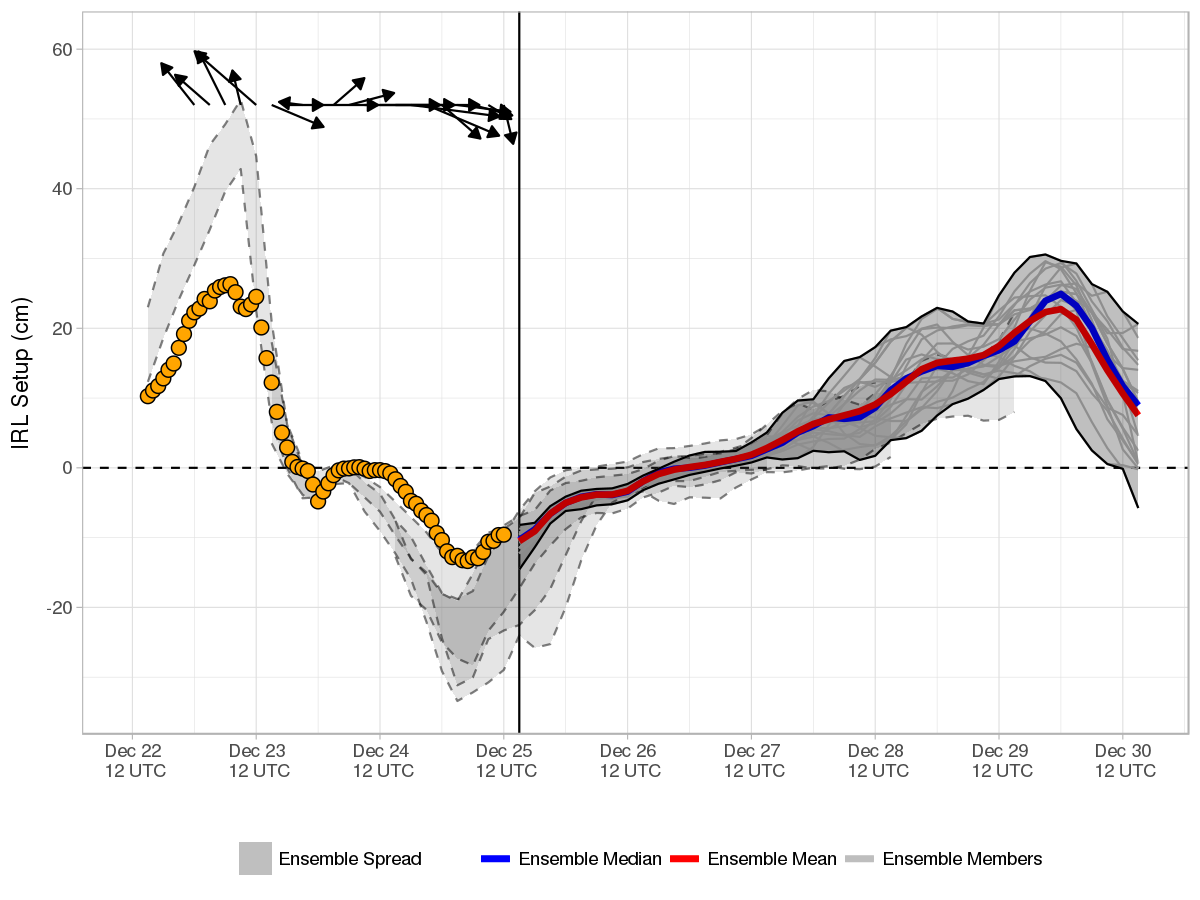 60
40
20
0
-20
IRL Setup (cm)
Dec 22 Dec 23 Dec 24 Dec 25 Dec 26 Dec 27 Dec 28 Dec 29 Dec 30
12 UTC 12 UTC 12 UTC 12 UTC 12 UTC 12 UTC 12 UTC 12 UTC 12 UTC
Ensemble Spread Ensemble Median Ensemble Mean Ensemble Members